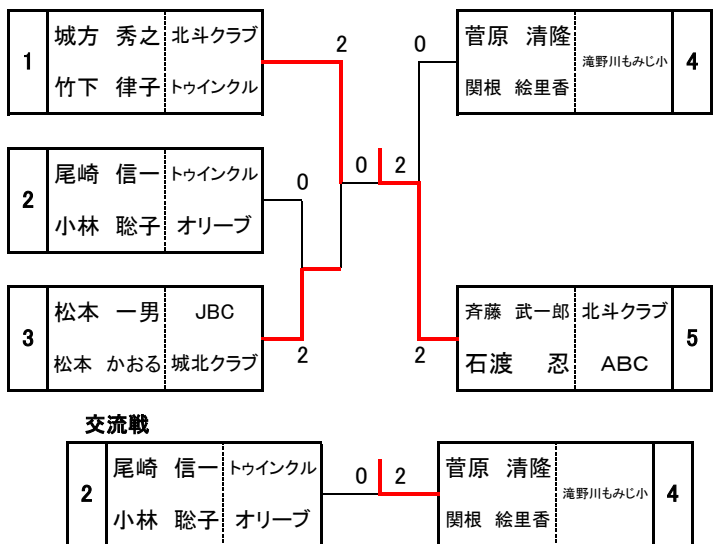 1 城方 秀之 北斗クラブ
竹下 律子 トゥインクル
2 0
菅原 清隆 滝野川もみじ小 4
関根 絵里香
2 尾崎 信一 トゥインクル
小林 聡子 オリーブ
0
0 2
3 松本 一男 JBC
松本 かおる 城北クラブ
2 2
斉藤 武一郎 北斗クラブ 5
石渡 忍 ABC
交流戦
2 尾崎 信一 トゥインクル
小林 聡子 オリーブ
0 2
菅原 清隆 滝野川もみじ小 4
関根 絵里香